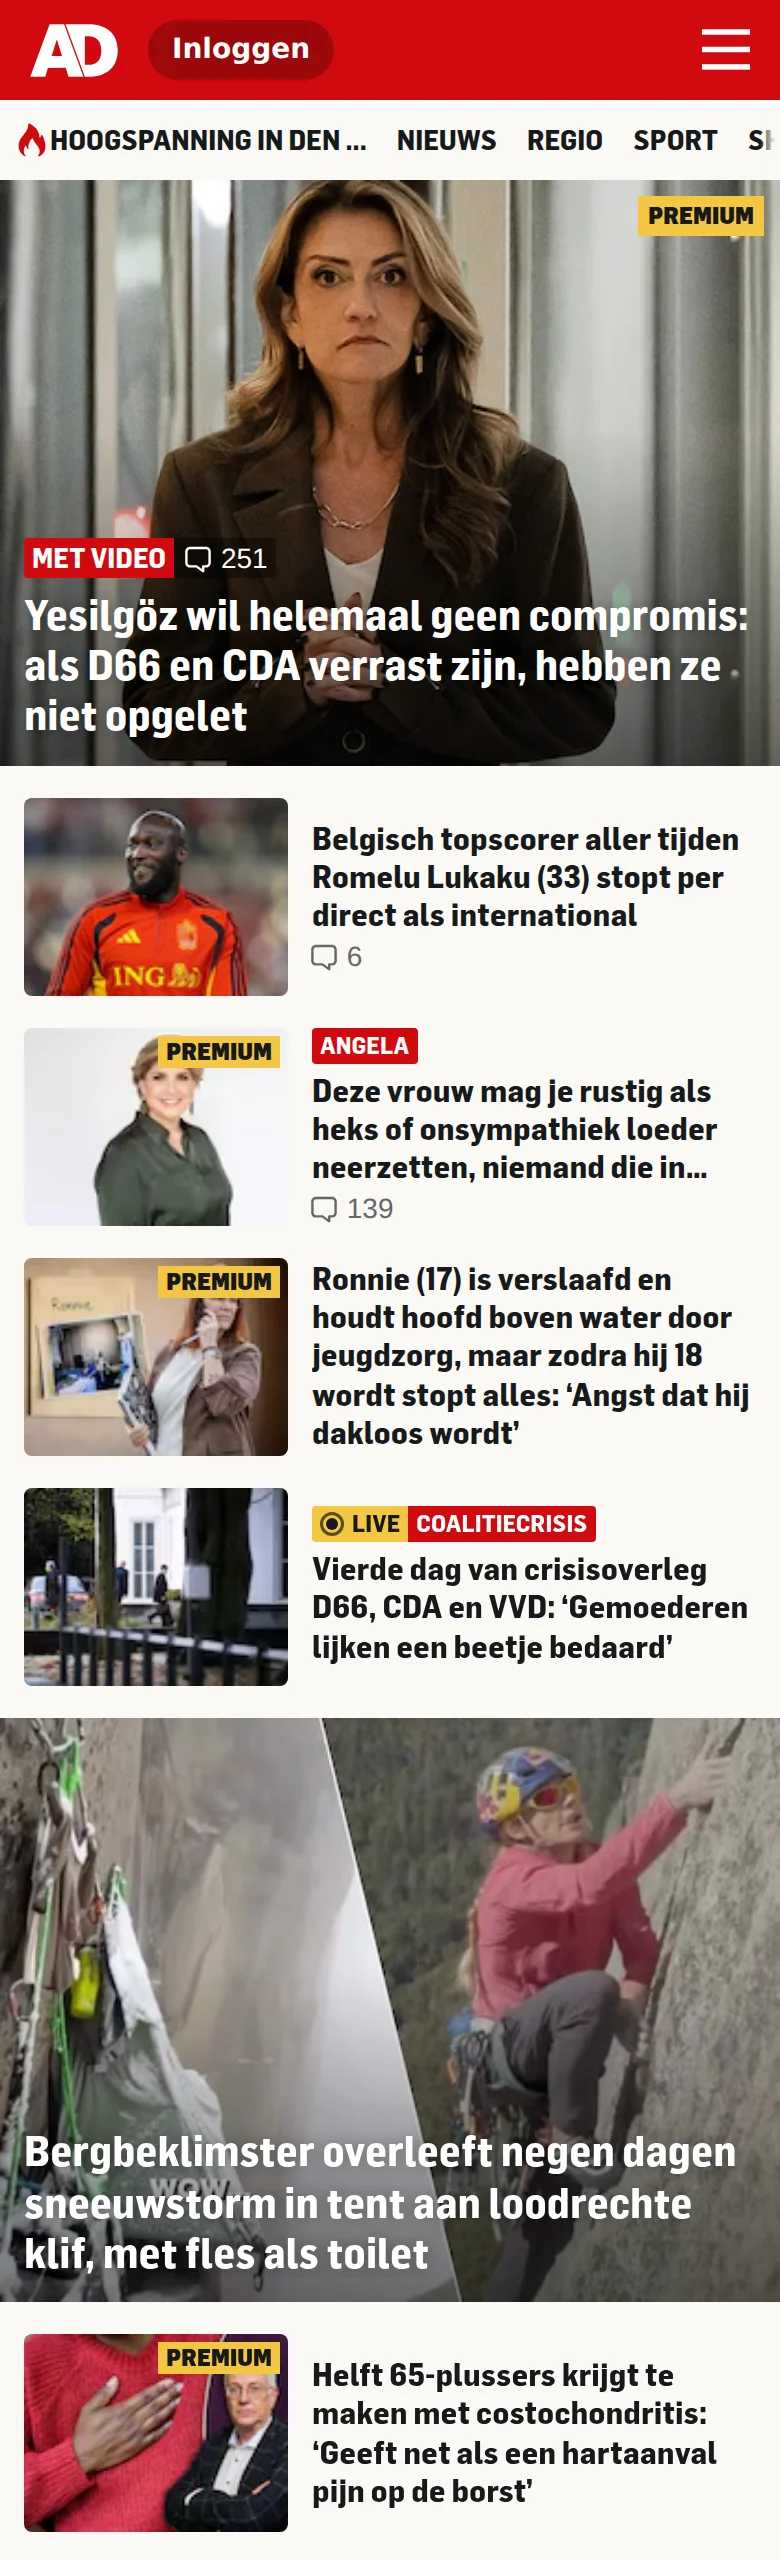 AD
Inloggen
HOOGSPANNING IN DEN ...
NIEUWS
REGIO
SPORT
PREMIUM
MET VIDEO
251
Yesilgöz wil helemaal geen compromis:
als D66 en CDA verrast zijn, hebben ze
niet opgelet
ING
Belgisch topscorer aller tijden
Romelu Lukaku (33) stopt per
direct als international
6
PREMIUM
ANGELA
Deze vrouw mag je rustig als
heks of onsympathiek loeder
neerzetten, niemand die in...
139
PREMIUM
Ronnie
Ronnie (17) is verslaafd en
houdt hoofd boven water door
jeugdzorg, maar zodra hij 18
wordt stopt alles: ‘Angst dat hij
dakloos wordt’
LIVE
COALITIECRISIS
Vierde dag van crisisoverleg
D66, CDA en VVD: ‘Gemoederen
lijken een beetje bedaard’
Bergbeklimster overleeft negen dagen
sneeuwstorm in tent aan loodrechte
klif, met fles als toilet
PREMIUM
Helft 65-plussers krijgt te
maken met costochondritis:
‘Geeft net als een hartaanval
pijn op de borst’